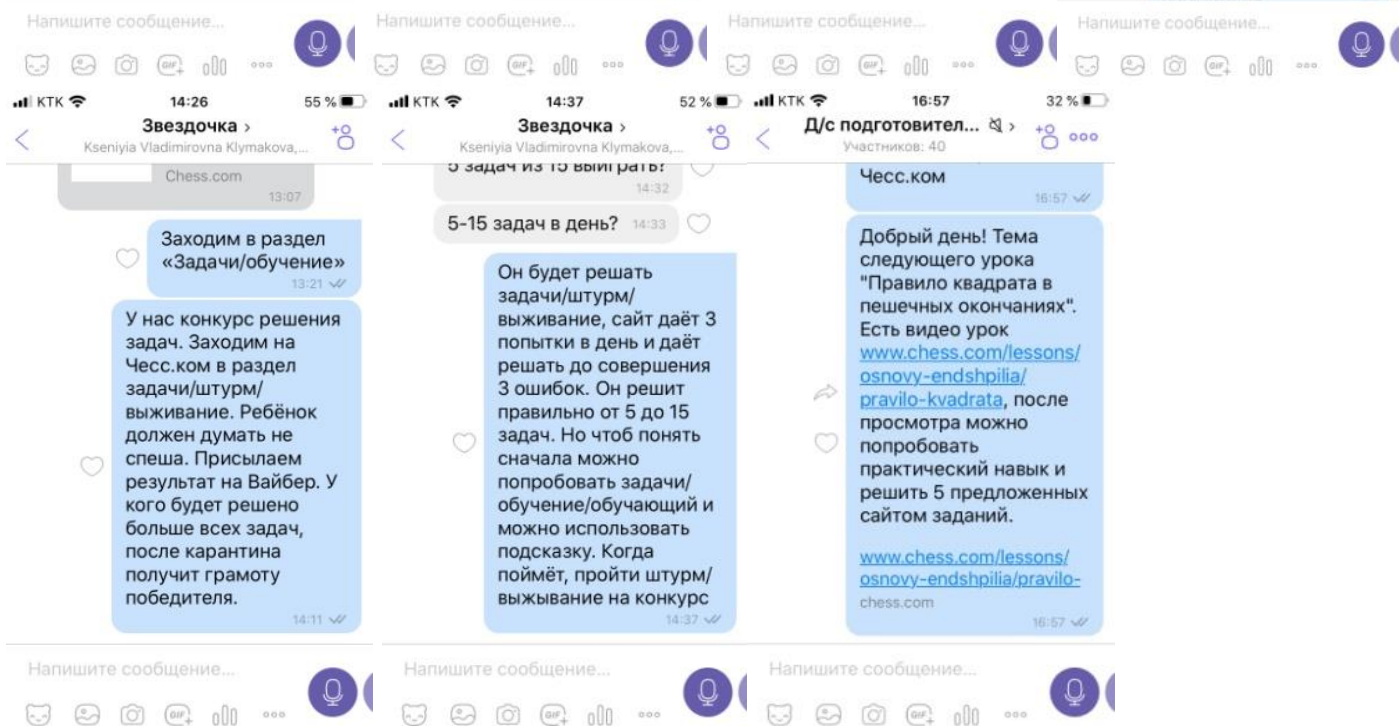 Напишите сообщение...
Напишите сообщение...
Напишите сообщение...
Напишите сообщение...
GIF+
GIF+
GIF+
GIF+
KTK
14:26
55 %
Звездочка ›
Kseniyia Vladimirovna Klymakova,...
Chess.com
13:07
Заходим в раздел
«Задачи/обучение»
13:21
У нас конкурс решения
задач. Заходим на
Чесс.ком в раздел
задачи/штурм/
выживание. Ребёнок
должен думать не
спеша. Присылаем
результат на Вайбер. У
кого будет решено
больше всех задач,
после карантина
получит грамоту
победителя.
14:11
Напишите сообщение...
GIF+
KTK
14:37
52 %
Звездочка ›
Kseniyia Vladimirovna Klymakova,...
5 задач из 15 выиграть?
14:32
5-15 задач в день? 14:33
Он будет решать
задачи/штурм/
выживание, сайт даёт 3
попытки в день и даёт
решать до совершения
3 ошибок. Он решит
правильно от 5 до 15
задач. Но чтоб понять
сначала можно
попробовать задачи/
обучение/обучающий и
можно использовать
подсказку. Когда
поймёт, пройти штурм/
выжывание на конкурс
14:37
Напишите сообщение...
GIF+
KTK
16:57
32 %
Д/с подготовител... ›
Участников: 40
Чесс.ком
16:57
Добрый день! Тема
следующего урока
"Правило квадрата в
пешечных окончаниях".
Есть видео урок
www.chess.com/lessons/
osnovy-endshpilia/
pravilo-kvadrata, после
просмотра можно
попробовать
практический навык и
решить 5 предложенных
сайтом заданий.
www.chess.com/lessons/
osnovy-endshpilia/pravilo-
chess.com
16:57
Напишите сообщение...
GIF+